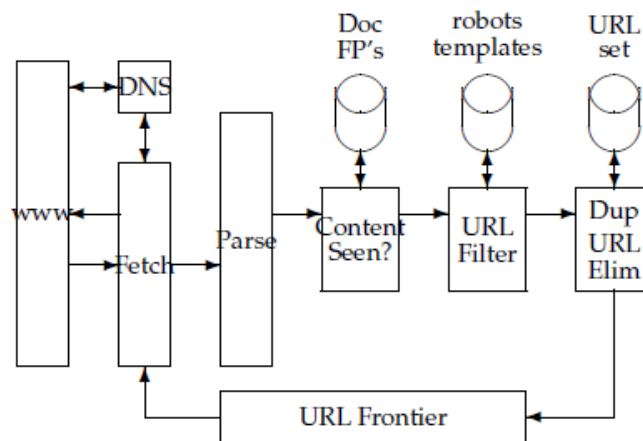 Doc
FP's
robots
templates
URL
set
DNS
www
Fetch
Parse
Content
Seen?
URL
Filter
Dup
URL
Elim
URL Frontier